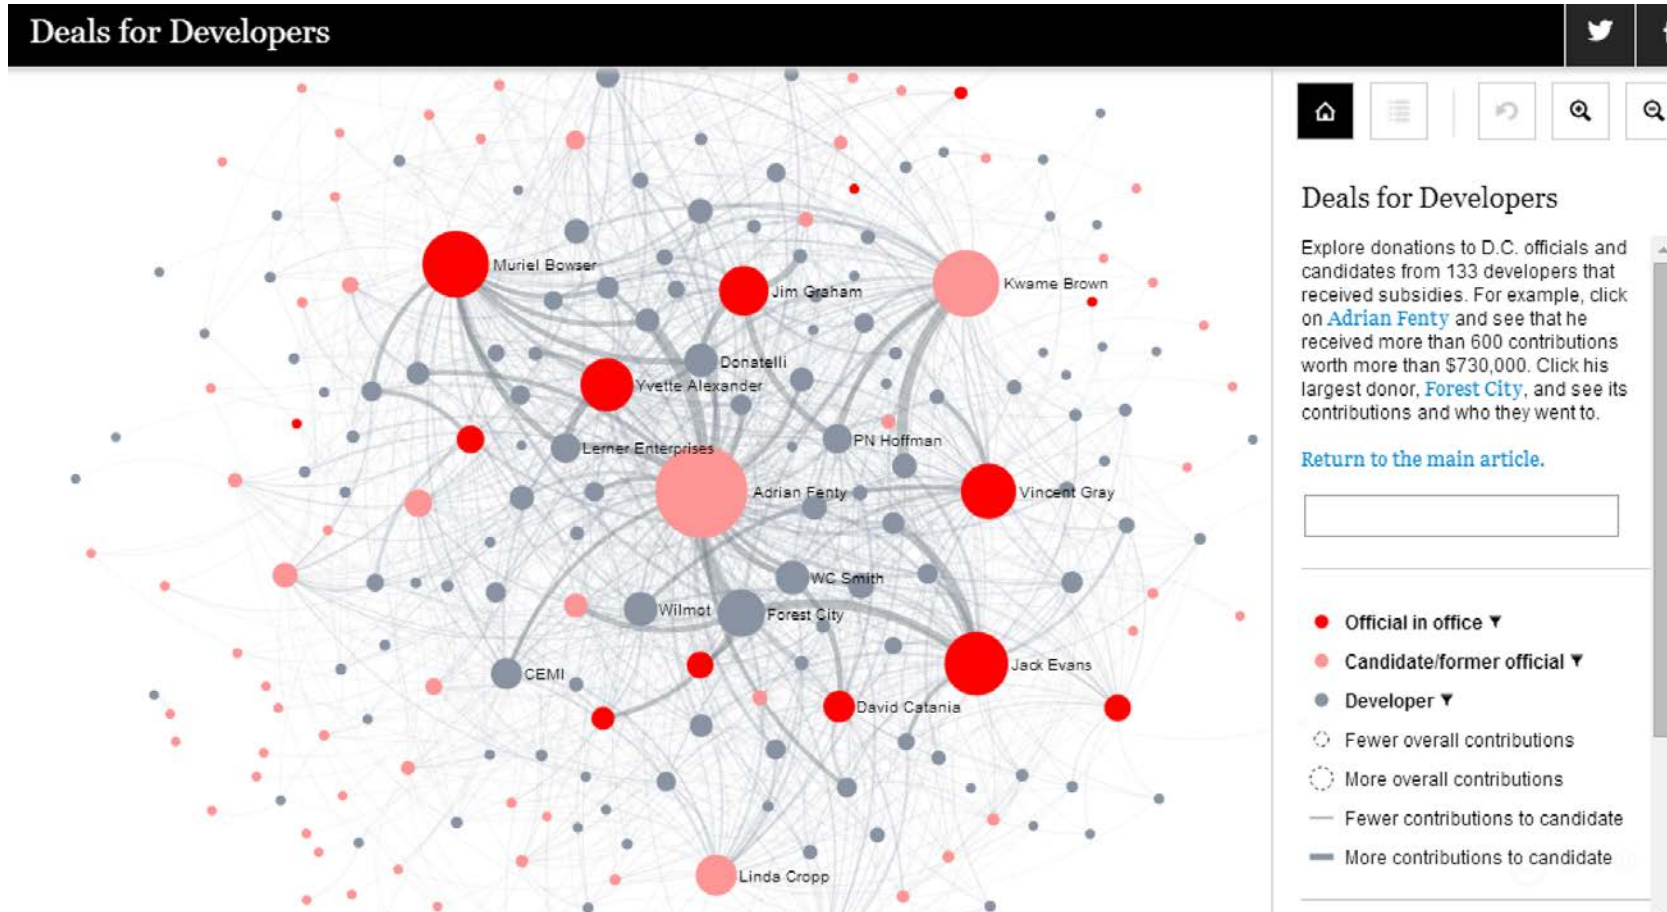 Deals for Developers
Muriel Bowser
Jim Graham
Kwame Brown
Donatelli
Yvette Alexander
PN Hoffman
Lerner Enterprises
Adrian Fenty
Vincent Gray
WC Smith
Wilmot
Forest City
CEMI
Jack Evans
David Catania
Linda Cropp
Deals for Developers
Explore donations to D.C. officials and
candidates from 133 developers that
received subsidies. For example, click
on Adrian Fenty and see that he
received more than 600 contributions
worth more than $730,000. Click his
largest donor, Forest City, and see its
contributions and who they went to.
Return to the main article.
Official in office
Candidate/former official
Developer
Fewer overall contributions
More overall contributions
Fewer contributions to candidate
More contributions to candidate